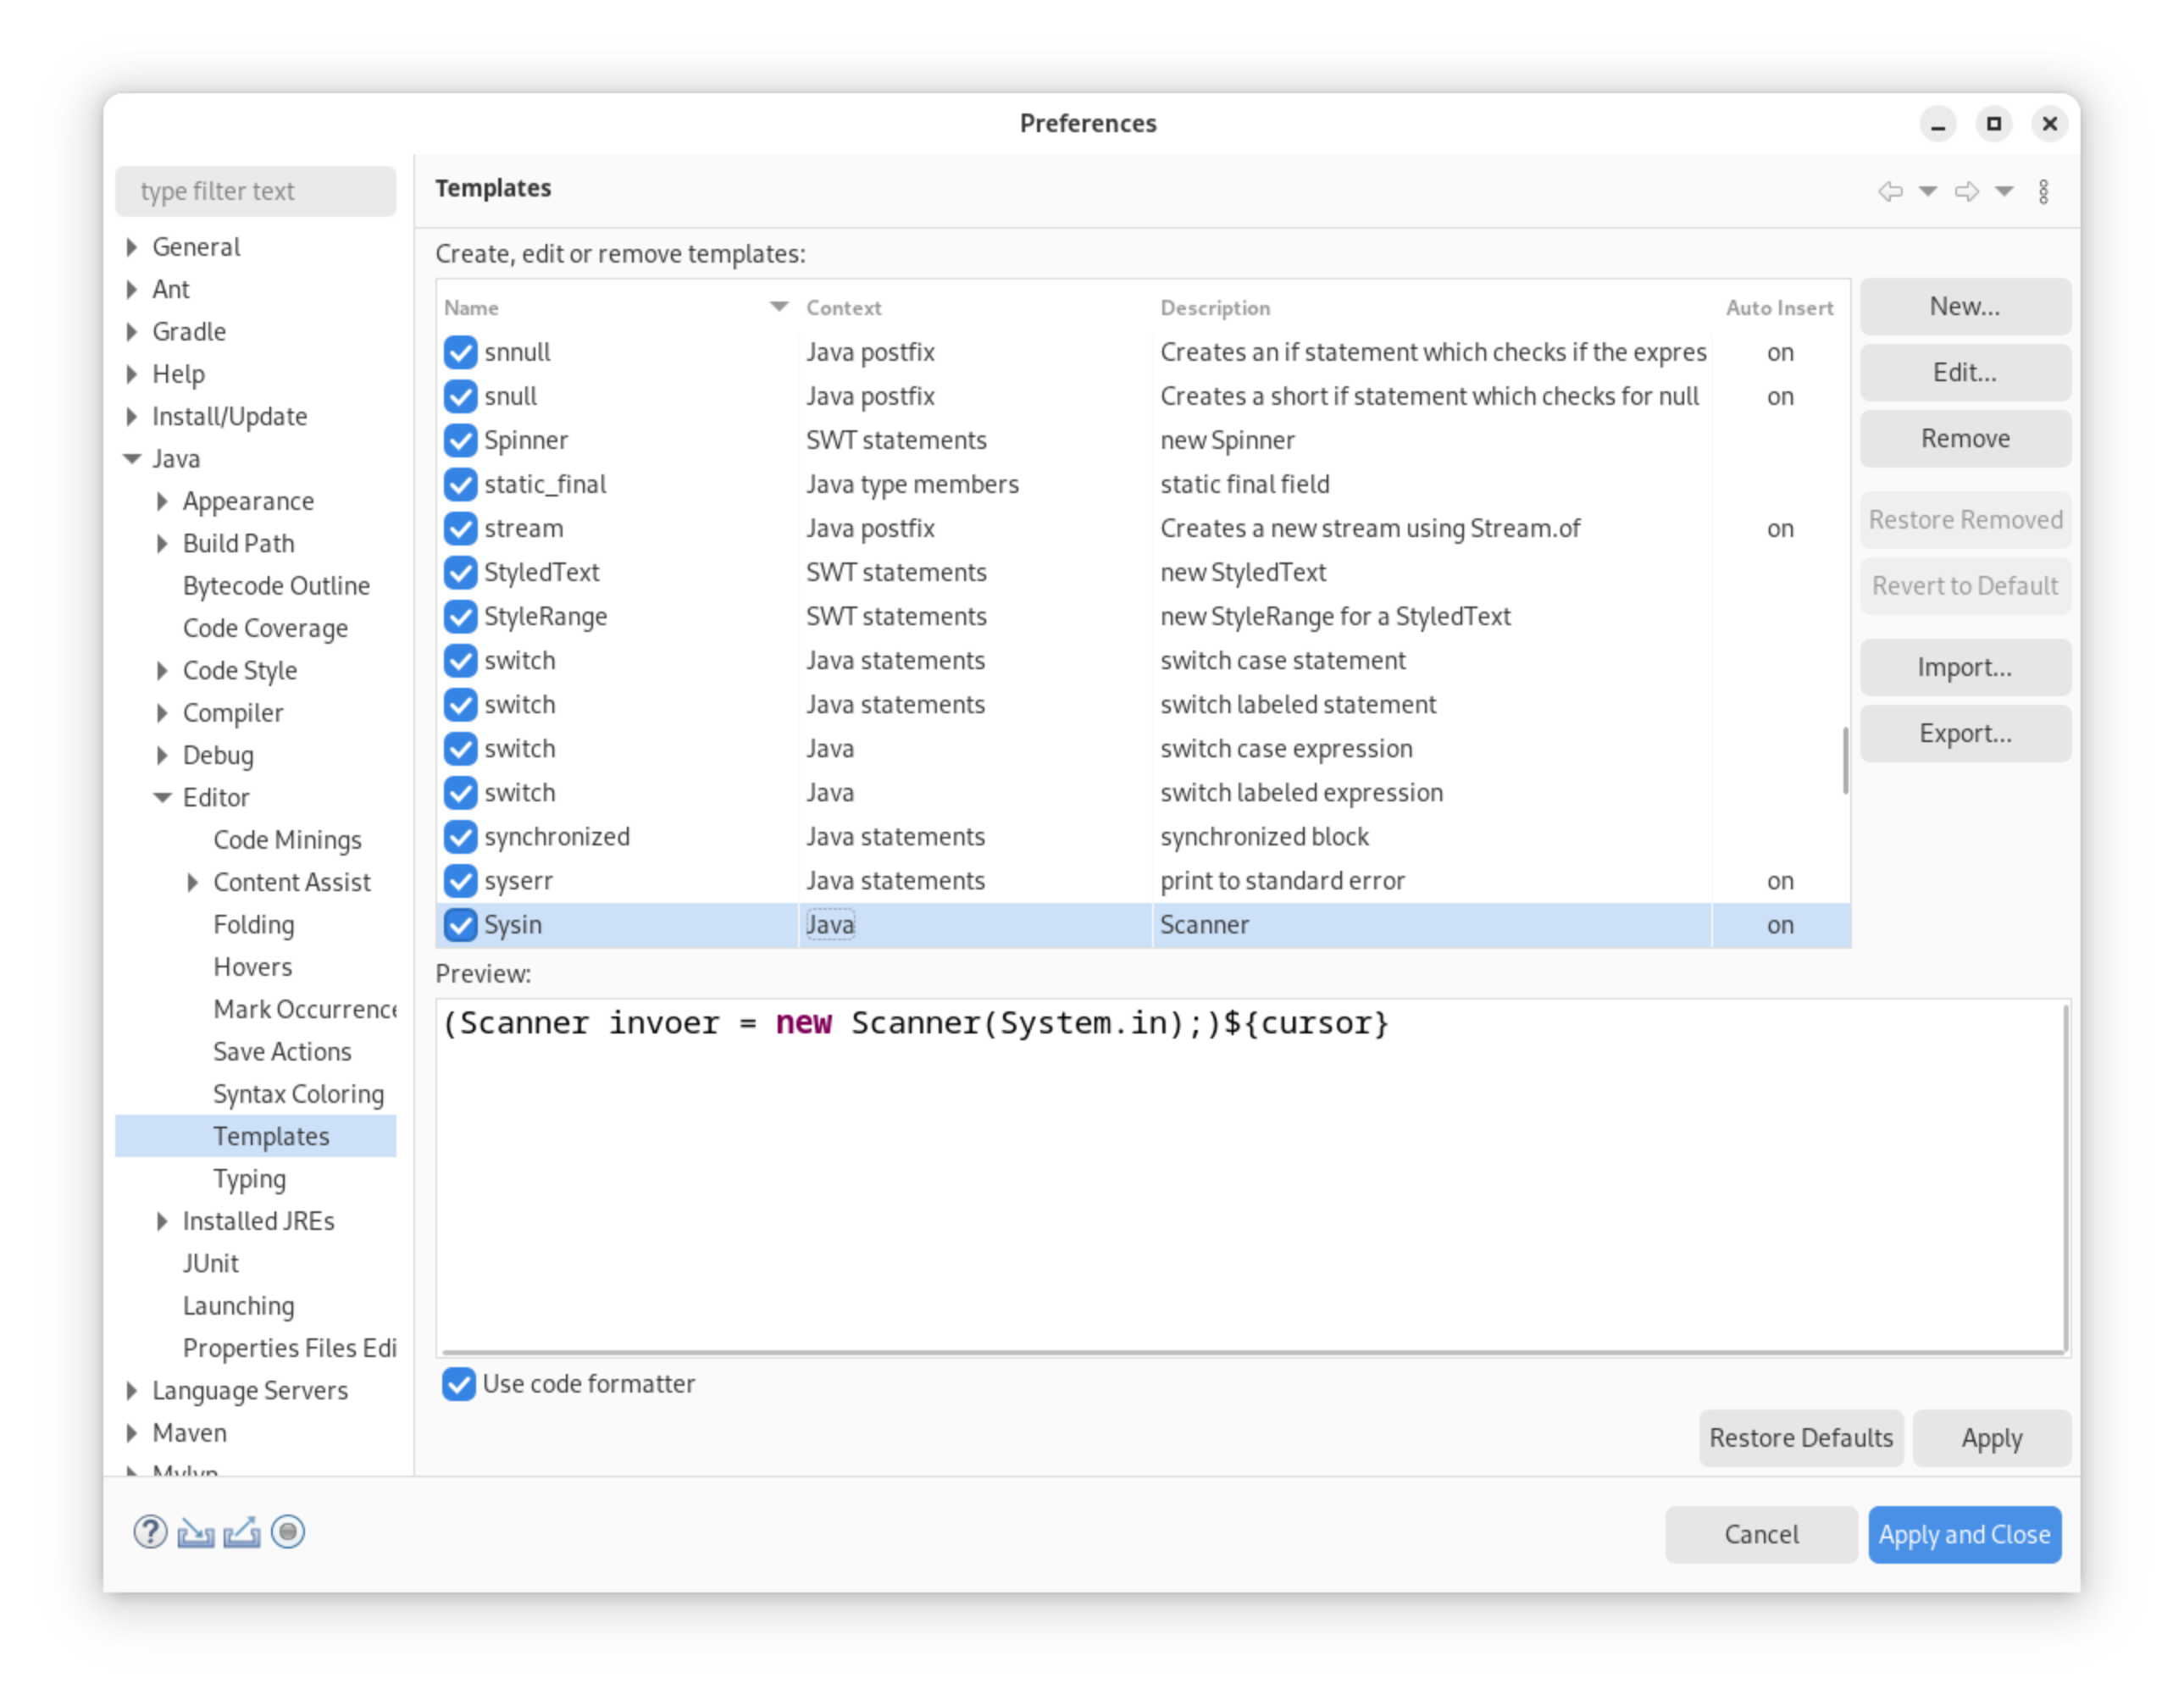 Preferences
type filter text
General
Ant
Gradle
Help
Install/Update
Java
Appearance
Build Path
Bytecode Outline
Code Coverage
Code Style
Compiler
Debug
Editor
Code Minings
Content Assist
Folding
Hovers
Mark Occurrence
Save Actions
Syntax Coloring
Templates
Typing
Installed JREs
JUnit
Launching
Properties Files Edi
Language Servers
Maven
Mylyn
Templates
Create, edit or remove templates:
Name Context Description Auto Insert
snnull Java postfix Creates an if statement which checks if the expres on
snull Java postfix Creates a short if statement which checks for null on
Spinner SWT statements new Spinner
static_final Java type members static final field
stream Java postfix Creates a new stream using Stream.of on
StyledText SWT statements new StyledText
StyleRange SWT statements new StyleRange for a StyledText
switch Java statements switch case statement
switch Java statements switch labeled statement
switch Java switch case expression
switch Java switch labeled expression
synchronized Java statements synchronized block
syserr Java statements print to standard error on
Sysin Java Scanner on
New...
Edit...
Remove
Restore Removed
Revert to Default
Import...
Export...
Preview:
(Scanner invoer = new Scanner(System.in);)${cursor}
Use code formatter
Restore Defaults Apply
? Cancel Apply and Close